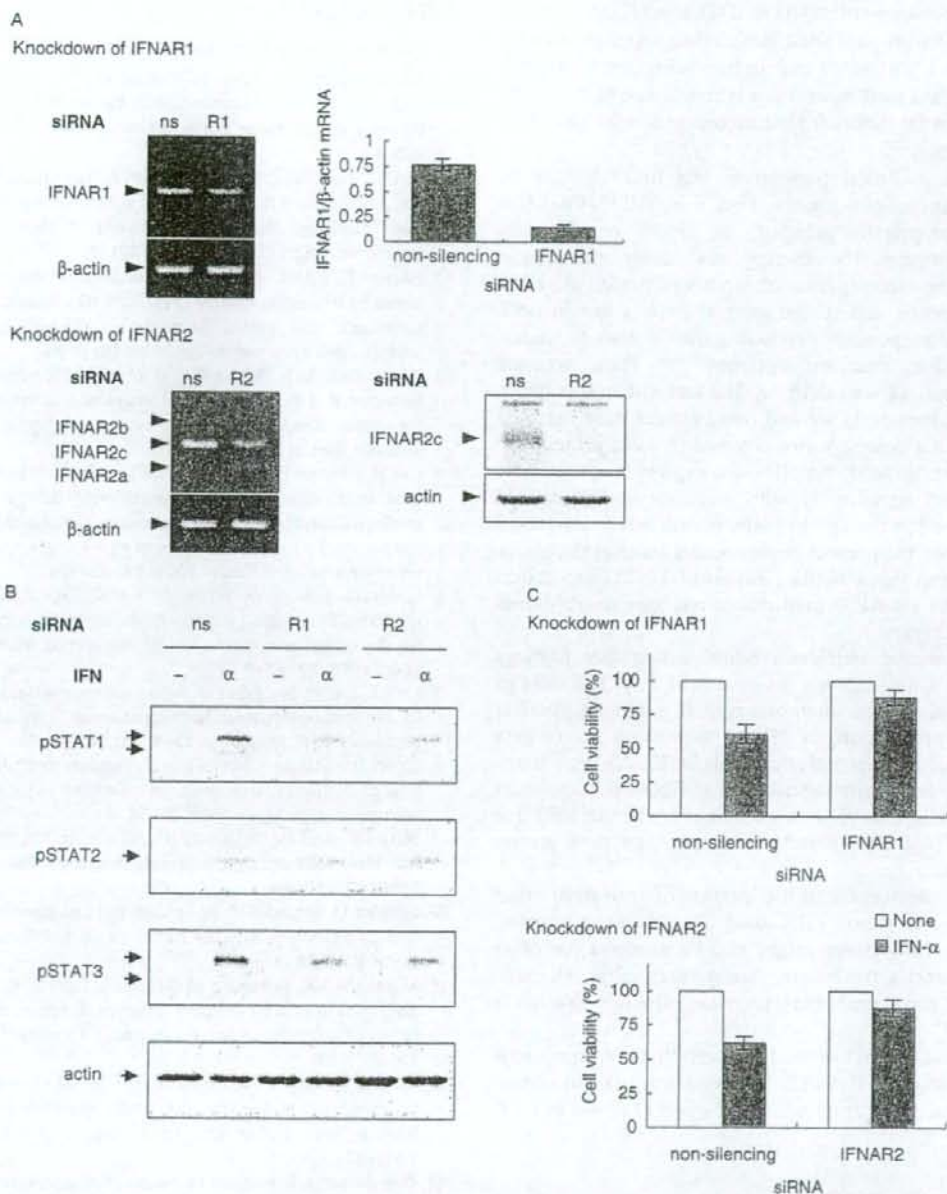 A
Knockdown of IFNAR1
siRNA ns R1
IFNAR1
β-actin
IFNAR1/β-actin mRNA
1
0.75
0.5
0.25
0
non-silencing IFNAR1
siRNA
Knockdown of IFNAR2
siRNA ns R2
IFNAR2b
IFNAR2c
IFNAR2a
β-actin
siRNA
ns R2
IFNAR2c
actin
B
siRNA ns R1 R2
IFN – α – α – α
pSTAT1
pSTAT2
pSTAT3
actin
C
Knockdown of IFNAR1
Cell viability (%)
100
75
50
25
0
non-silencing IFNAR1
siRNA
None
IFN-α
Knockdown of IFNAR2
Cell viability (%)
100
75
50
25
0
non-silencing IFNAR2
siRNA